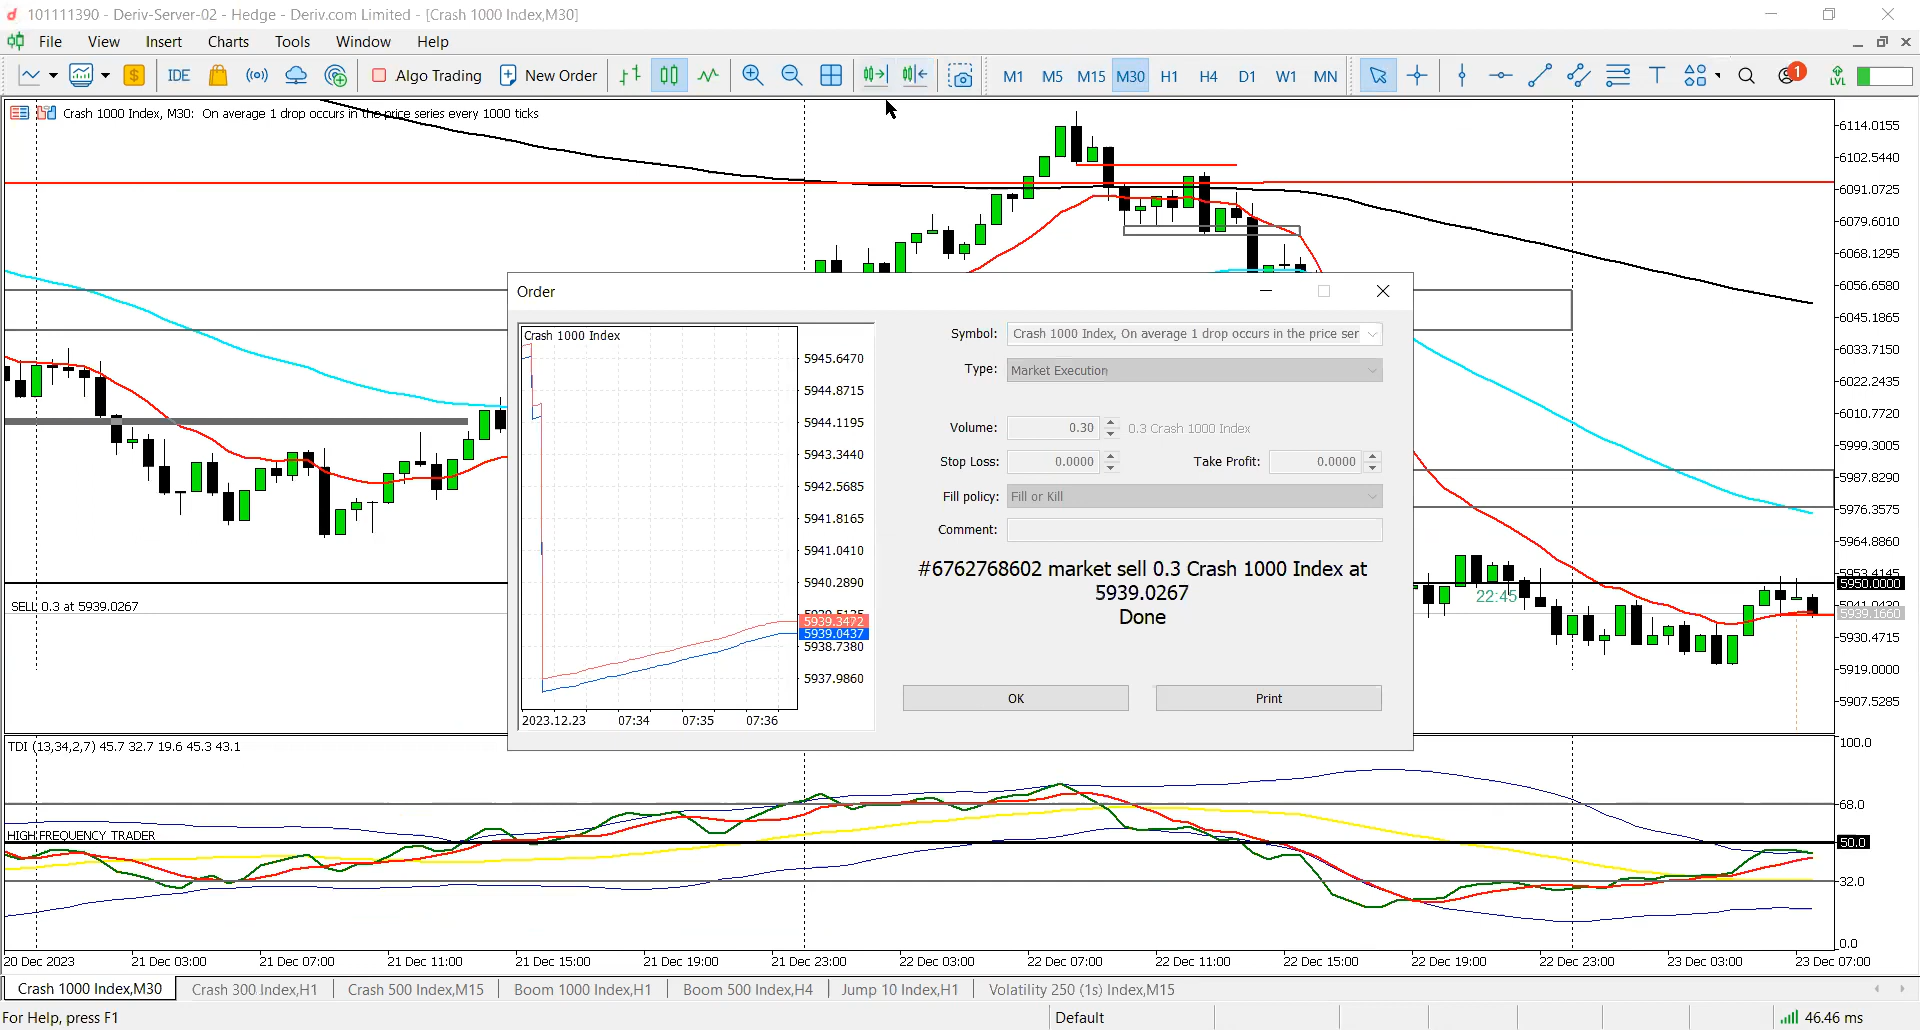 101111390 - Deriv-Server-02 - Hedge - Deriv.com Limited - [Crash 1000 Index,M30]
File View Insert Charts Tools Window Help
IDE Algo Trading New Order M1 M5 M15 M30 H1 H4 D1 W1 MN 1 LVL
Crash 1000 Index, M30: On average 1 drop occurs in the price series every 1000 ticks
6114.0155
6102.5440
6091.0725
6079.6010
6068.1295
6056.6580
6045.1865
6033.7150
6022.2435
6010.7720
5999.3005
5987.8290
5976.3575
5964.8860
5953.4145
5950.0000
5941.0430
5939.1660
5930.4715
5919.0000
5907.5285
SELL 0.3 at 5939.0267
22:45
Order
Crash 1000 Index
5945.6470
5944.8715
5944.1195
5943.3440
5942.5685
5941.8165
5941.0410
5940.2890
5939.5135
5939.3472
5939.0437
5938.7380
5937.9860
2023.12.23 07:34 07:35 07:36
Symbol: Crash 1000 Index, On average 1 drop occurs in the price ser
Type: Market Execution
Volume: 0.30 0.3 Crash 1000 Index
Stop Loss: 0.0000 Take Profit: 0.0000
Fill policy: Fill or Kill
Comment:
#6762768602 market sell 0.3 Crash 1000 Index at
5939.0267
Done
OK Print
TDI (13,34,2,7) 45.7 32.7 19.6 45.3 43.1
HIGH FREQUENCY TRADER
100.0
68.0
50.0
32.0
0.0
20 Dec 2023 21 Dec 03:00 21 Dec 07:00 21 Dec 11:00 21 Dec 15:00 21 Dec 19:00 21 Dec 23:00 22 Dec 03:00 22 Dec 07:00 22 Dec 11:00 22 Dec 15:00 22 Dec 19:00 22 Dec 23:00 23 Dec 03:00 23 Dec 07:00
Crash 1000 Index,M30 Crash 300 Index,H1 Crash 500 Index,M15 Boom 1000 Index,H1 Boom 500 Index,H4 Jump 10 Index,H1 Volatility 250 (1s) Index,M15
For Help, press F1 Default 46.46 ms